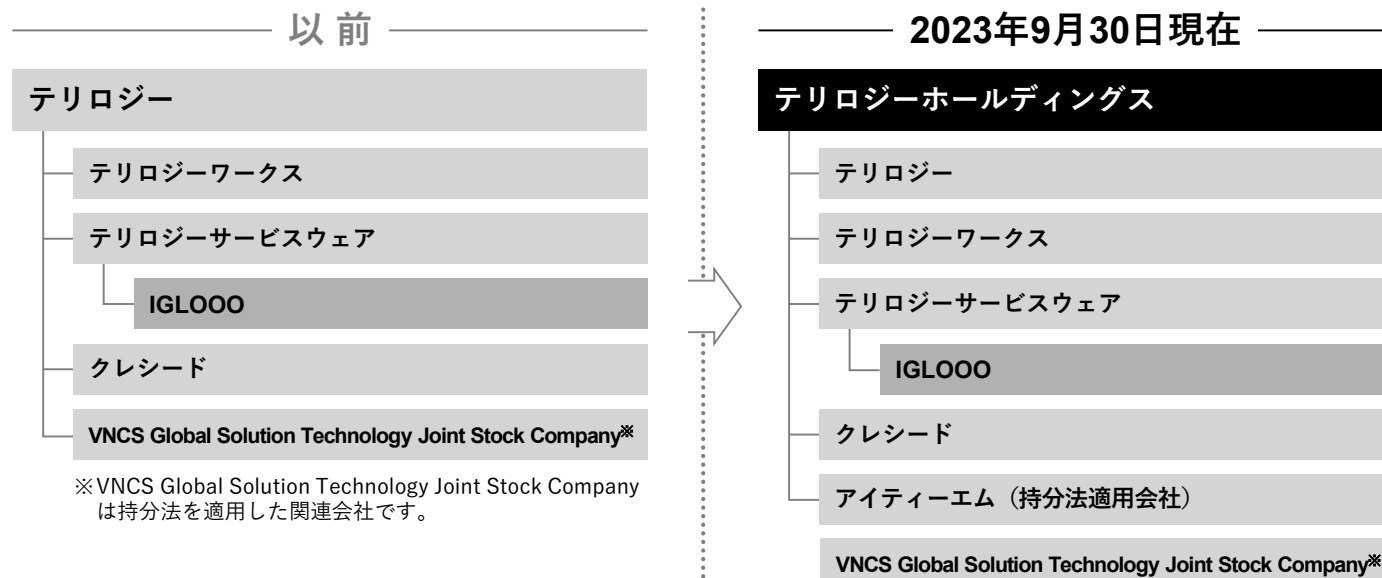 以前
テリロジー
テリロジーワークス
テリロジーサービスウェア
IGLOOO
クレシード
VNCS Global Solution Technology Joint Stock Company※
※VNCS Global Solution Technology Joint Stock Company
は持分法を適用した関連会社です。
2023年9月30日現在
テリロジーホールディングス
テリロジー
テリロジーワークス
テリロジーサービスウェア
IGLOOO
クレシード
アイティーエム（持分法適用会社）
VNCS Global Solution Technology Joint Stock Company※